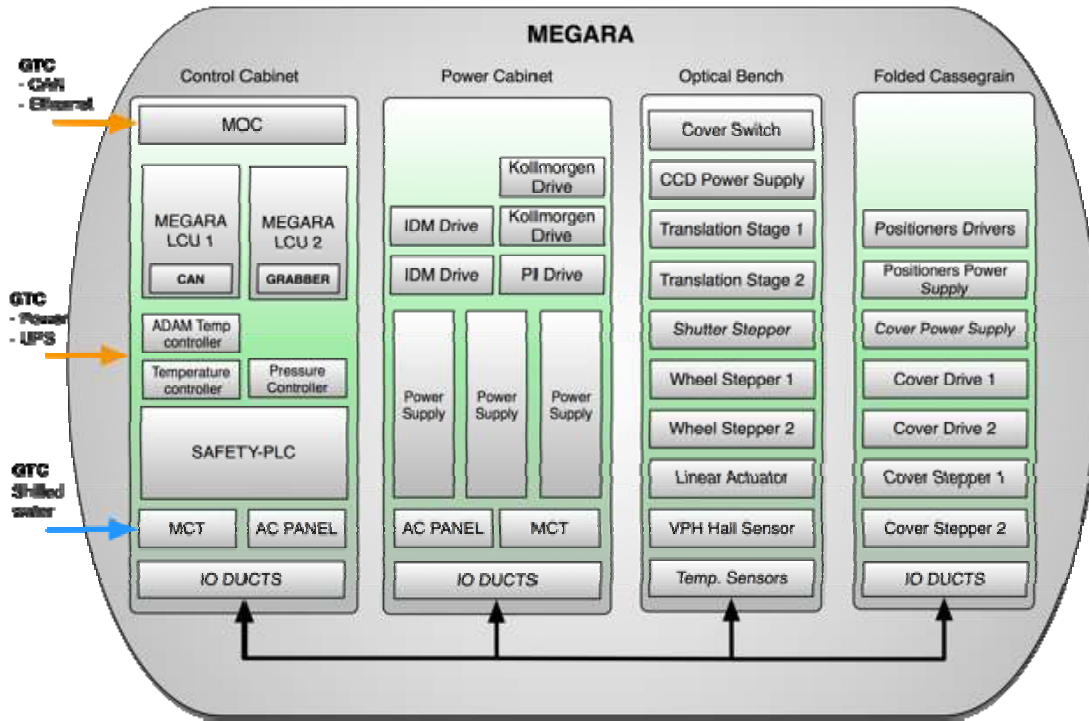 MEGARA
GTC
- CAN
- Ethernet
GTC
- Power
- UPS
GTC
Shilled
water
Control Cabinet
MOC
MEGARA
LCU 1
CAN
MEGARA
LCU 2
GRABBER
ADAM Temp
controller
Temperature
controller
Pressure
Controller
SAFETY-PLC
MCT
AC PANEL
IO DUCTS
Power Cabinet
Kollmorgen
Drive
IDM Drive
Kollmorgen
Drive
IDM Drive
PI Drive
Power
Supply
Power
Supply
Power
Supply
AC PANEL
MCT
IO DUCTS
Optical Bench
Cover Switch
CCD Power Supply
Translation Stage 1
Translation Stage 2
Shutter Stepper
Wheel Stepper 1
Wheel Stepper 2
Linear Actuator
VPH Hall Sensor
Temp. Sensors
Folded Cassegrain
Positioners Drivers
Positioners Power
Supply
Cover Power Supply
Cover Drive 1
Cover Drive 2
Cover Stepper 1
Cover Stepper 2
IO DUCTS